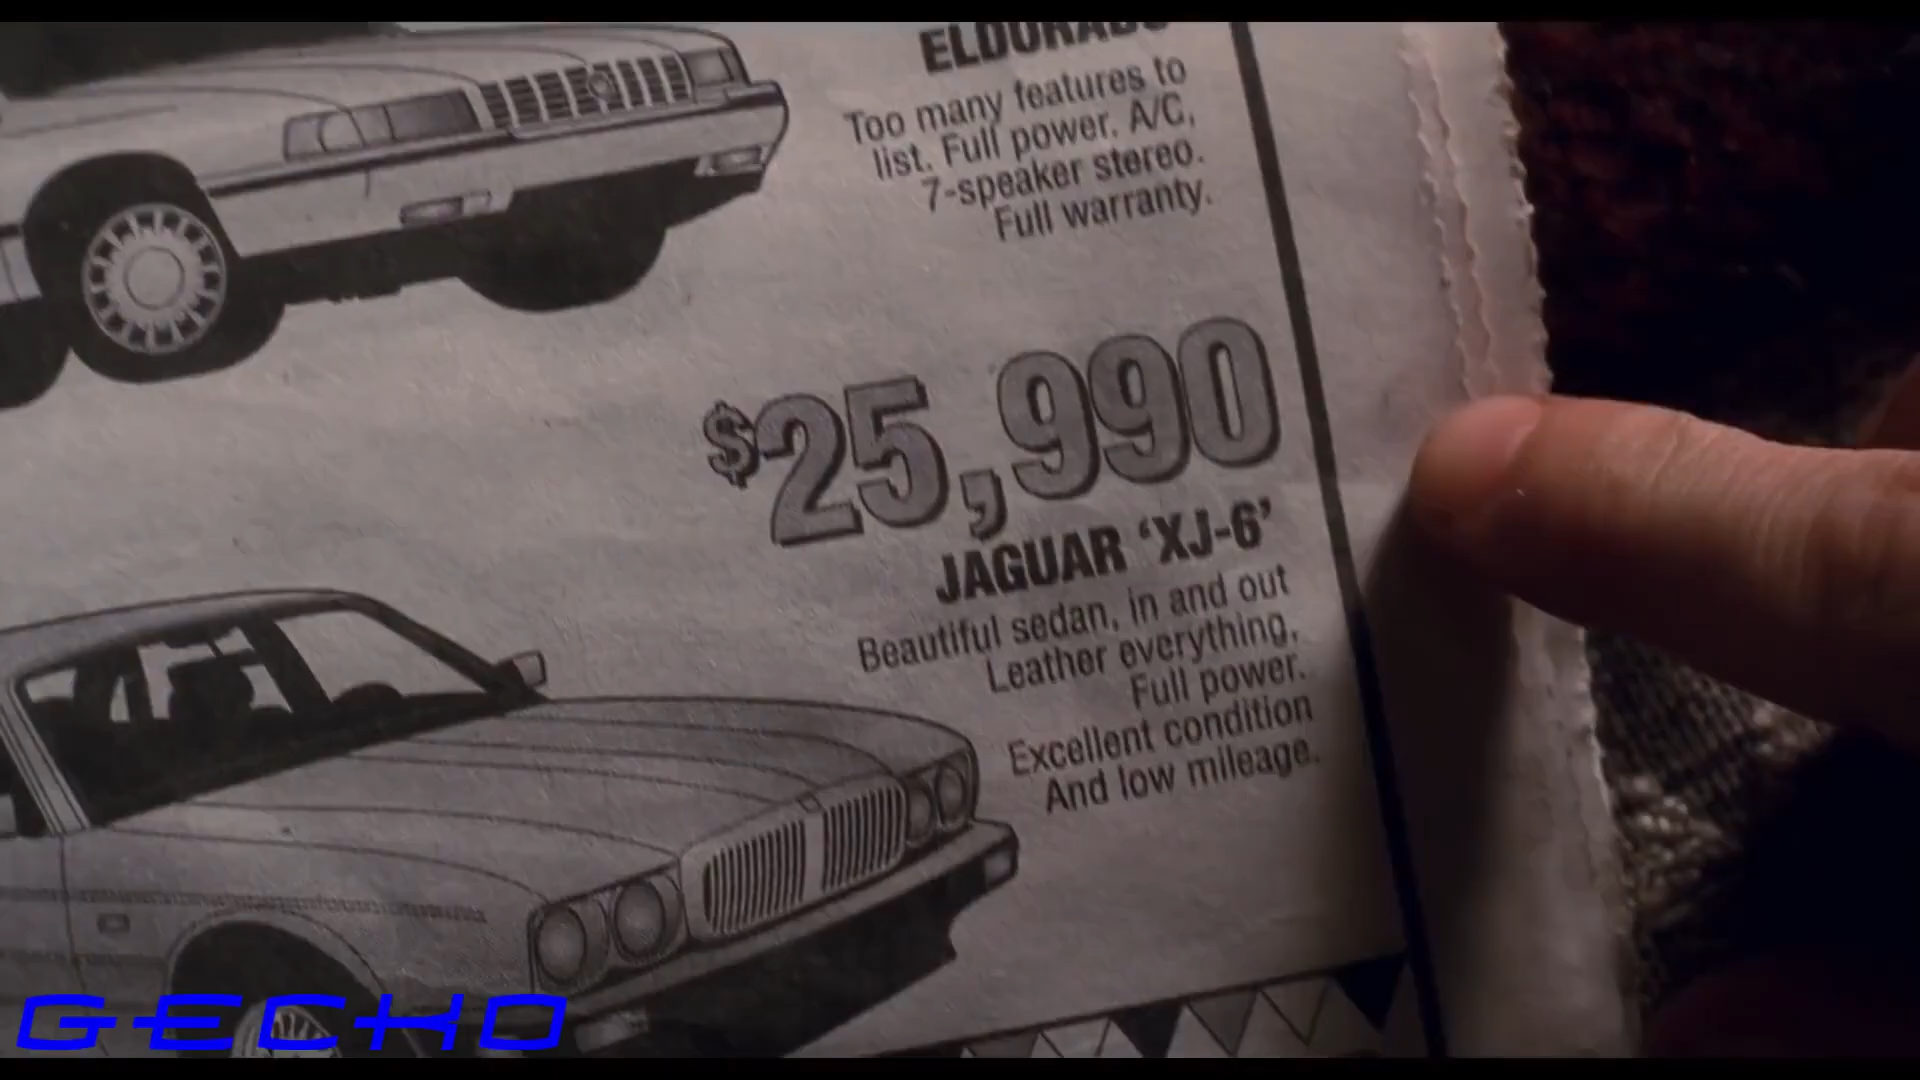 ELDORADO
Too many features to
list. Full power. A/C,
7-speaker stereo.
Full warranty.
$25,990
JAGUAR ‘XJ-6’
Beautiful sedan, in and out
Leather everything.
Full power.
Excellent condition
And low mileage.
GECKO